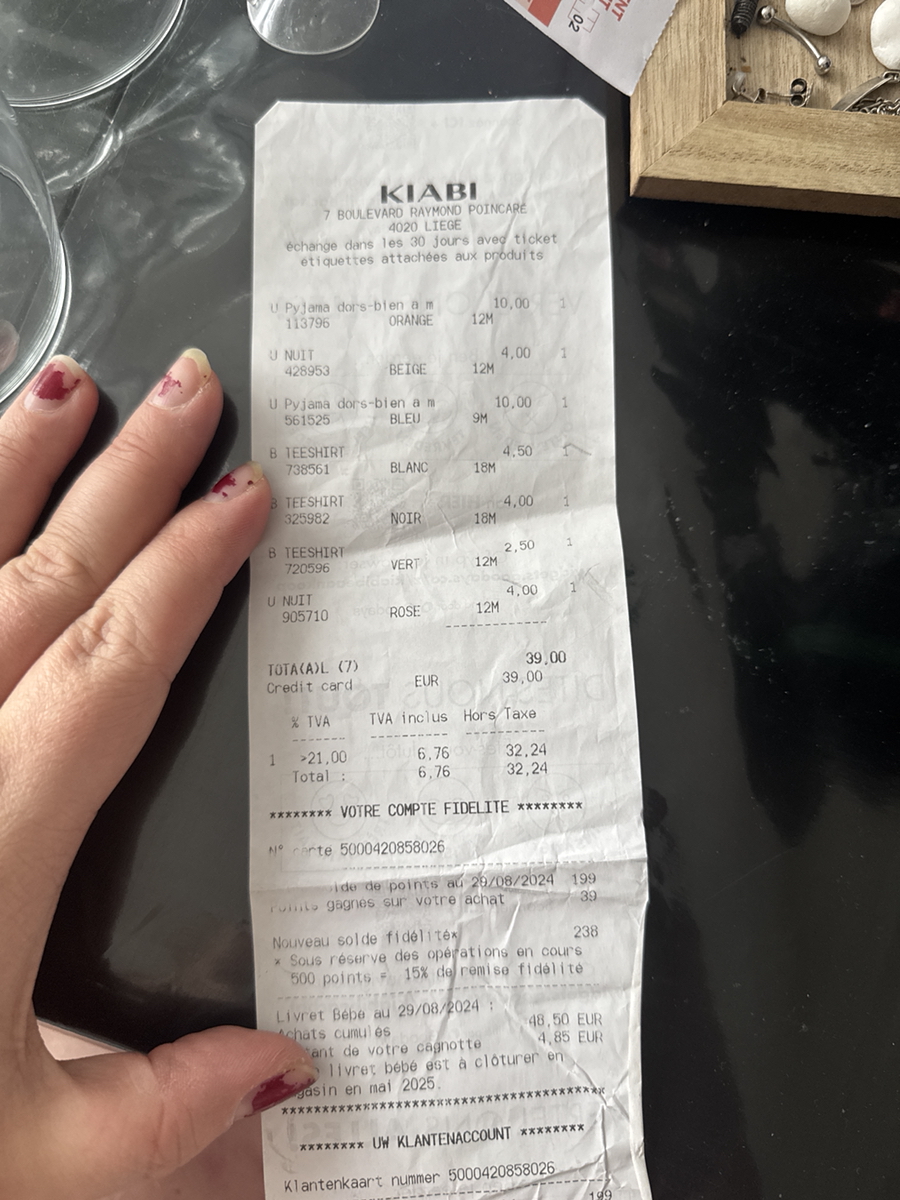 KIABI
7 BOULEVARD RAYMOND POINCARE
4020 LIEGE
échange dans les 30 jours avec ticket
étiquettes attachées aux produits
U Pyjama dors-bien a m 10,00 1
113796 ORANGE 12M
U NUIT 4,00 1
428953 BEIGE 12M
U Pyjama dors-bien a m 10,00 1
561525 BLEU 9M
B TEESHIRT 4,50 1
738561 BLANC 18M
B TEESHIRT 4,00 1
325982 NOIR 18M
B TEESHIRT 2,50 1
720596 VERT 12M
U NUIT 4,00 1
905710 ROSE 12M
------------
TOTA(A)L (7) 39,00
Credit card EUR 39,00
% TVA TVA inclus Hors Taxe
------- ---------- ----------
1 >21,00 6,76 32,24
Total : 6,76 32,24
******** VOTRE COMPTE FIDELITE ********
N° carte 5000420858026
de points au 29/08/2024 199
Points gagnés sur votre achat 39
Nouveau solde fidélité* 238
* Sous réserve des opérations en cours
500 points = 15% de remise fidélité
Livret Bébé au 29/08/2024 :
Achats cumulés 48,50 EUR
de votre cagnotte 4,85 EUR
livret bébé est à clôturer en
en mai 2025.
****************************************
******** UW KLANTENACCOUNT ********
Klantenkaart nummer 5000420858026
199
02